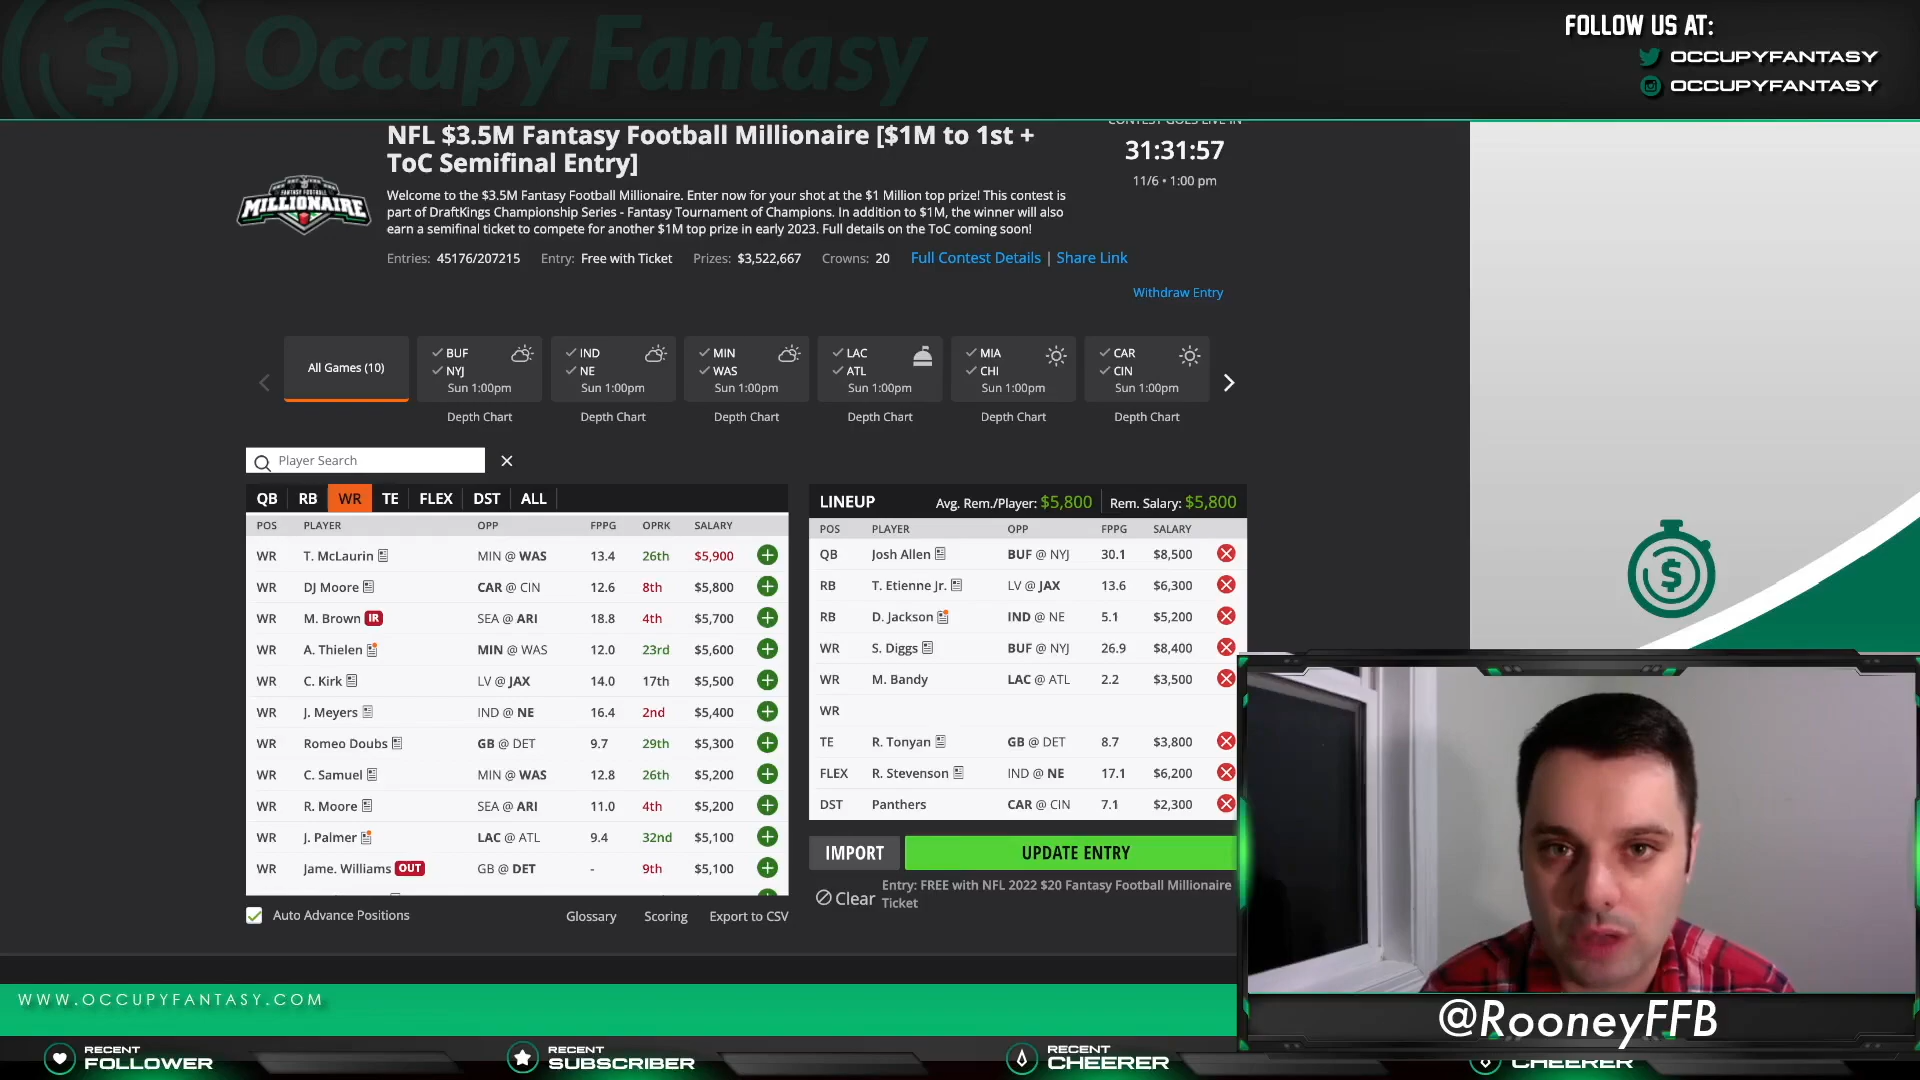 Occupy Fantasy
FOLLOW US AT:
OCCUPYFANTASY
OCCUPYFANTASY
NFL $3.5M Fantasy Football Millionaire [$1M to 1st +
ToC Semifinal Entry]
CONTEST GOES LIVE IN
31:31:57
11/6 • 1:00 pm
FANTASY FOOTBALL
MILLIONAIRE
Welcome to the $3.5M Fantasy Football Millionaire. Enter now for your shot at the $1 Million top prize! This contest is
part of DraftKings Championship Series - Fantasy Tournament of Champions. In addition to $1M, the winner will also
earn a semifinal ticket to compete for another $1M top prize in early 2023. Full details on the ToC coming soon!
Entries: 45176/207215 Entry: Free with Ticket Prizes: $3,522,667 Crowns: 20 Full Contest Details | Share Link
Withdraw Entry
All Games (10)
BUF
NYJ
Sun 1:00pm
Depth Chart
IND
NE
Sun 1:00pm
Depth Chart
MIN
WAS
Sun 1:00pm
Depth Chart
LAC
ATL
Sun 1:00pm
Depth Chart
MIA
CHI
Sun 1:00pm
Depth Chart
CAR
CIN
Sun 1:00pm
Depth Chart
Player Search
QB RB WR TE FLEX DST ALL
POS PLAYER OPP FPPG OPRK SALARY
WR T. McLaurin MIN @ WAS 13.4 26th $5,900
WR DJ Moore CAR @ CIN 12.6 8th $5,800
WR M. Brown IR SEA @ ARI 18.8 4th $5,700
WR A. Thielen MIN @ WAS 12.0 23rd $5,600
WR C. Kirk LV @ JAX 14.0 17th $5,500
WR J. Meyers IND @ NE 16.4 2nd $5,400
WR Romeo Doubs GB @ DET 9.7 29th $5,300
WR C. Samuel MIN @ WAS 12.8 26th $5,200
WR R. Moore SEA @ ARI 11.0 4th $5,200
WR J. Palmer LAC @ ATL 9.4 32nd $5,100
WR Jame. Williams OUT GB @ DET - 9th $5,100
Auto Advance Positions Glossary Scoring Export to CSV
LINEUP Avg. Rem./Player: $5,800 Rem. Salary: $5,800
POS PLAYER OPP FPPG SALARY
QB Josh Allen BUF @ NYJ 30.1 $8,500
RB T. Etienne Jr. LV @ JAX 13.6 $6,300
RB D. Jackson IND @ NE 5.1 $5,200
WR S. Diggs BUF @ NYJ 26.9 $8,400
WR M. Bandy LAC @ ATL 2.2 $3,500
WR
TE R. Tonyan GB @ DET 8.7 $3,800
FLEX R. Stevenson IND @ NE 17.1 $6,200
DST Panthers CAR @ CIN 7.1 $2,300
IMPORT UPDATE ENTRY
Clear
Entry: FREE with NFL 2022 $20 Fantasy Football Millionaire
Ticket
WWW.OCCUPYFANTASY.COM
@RooneyFFB
RECENT
FOLLOWER
RECENT
SUBSCRIBER
RECENT
CHEERER
CHEERER